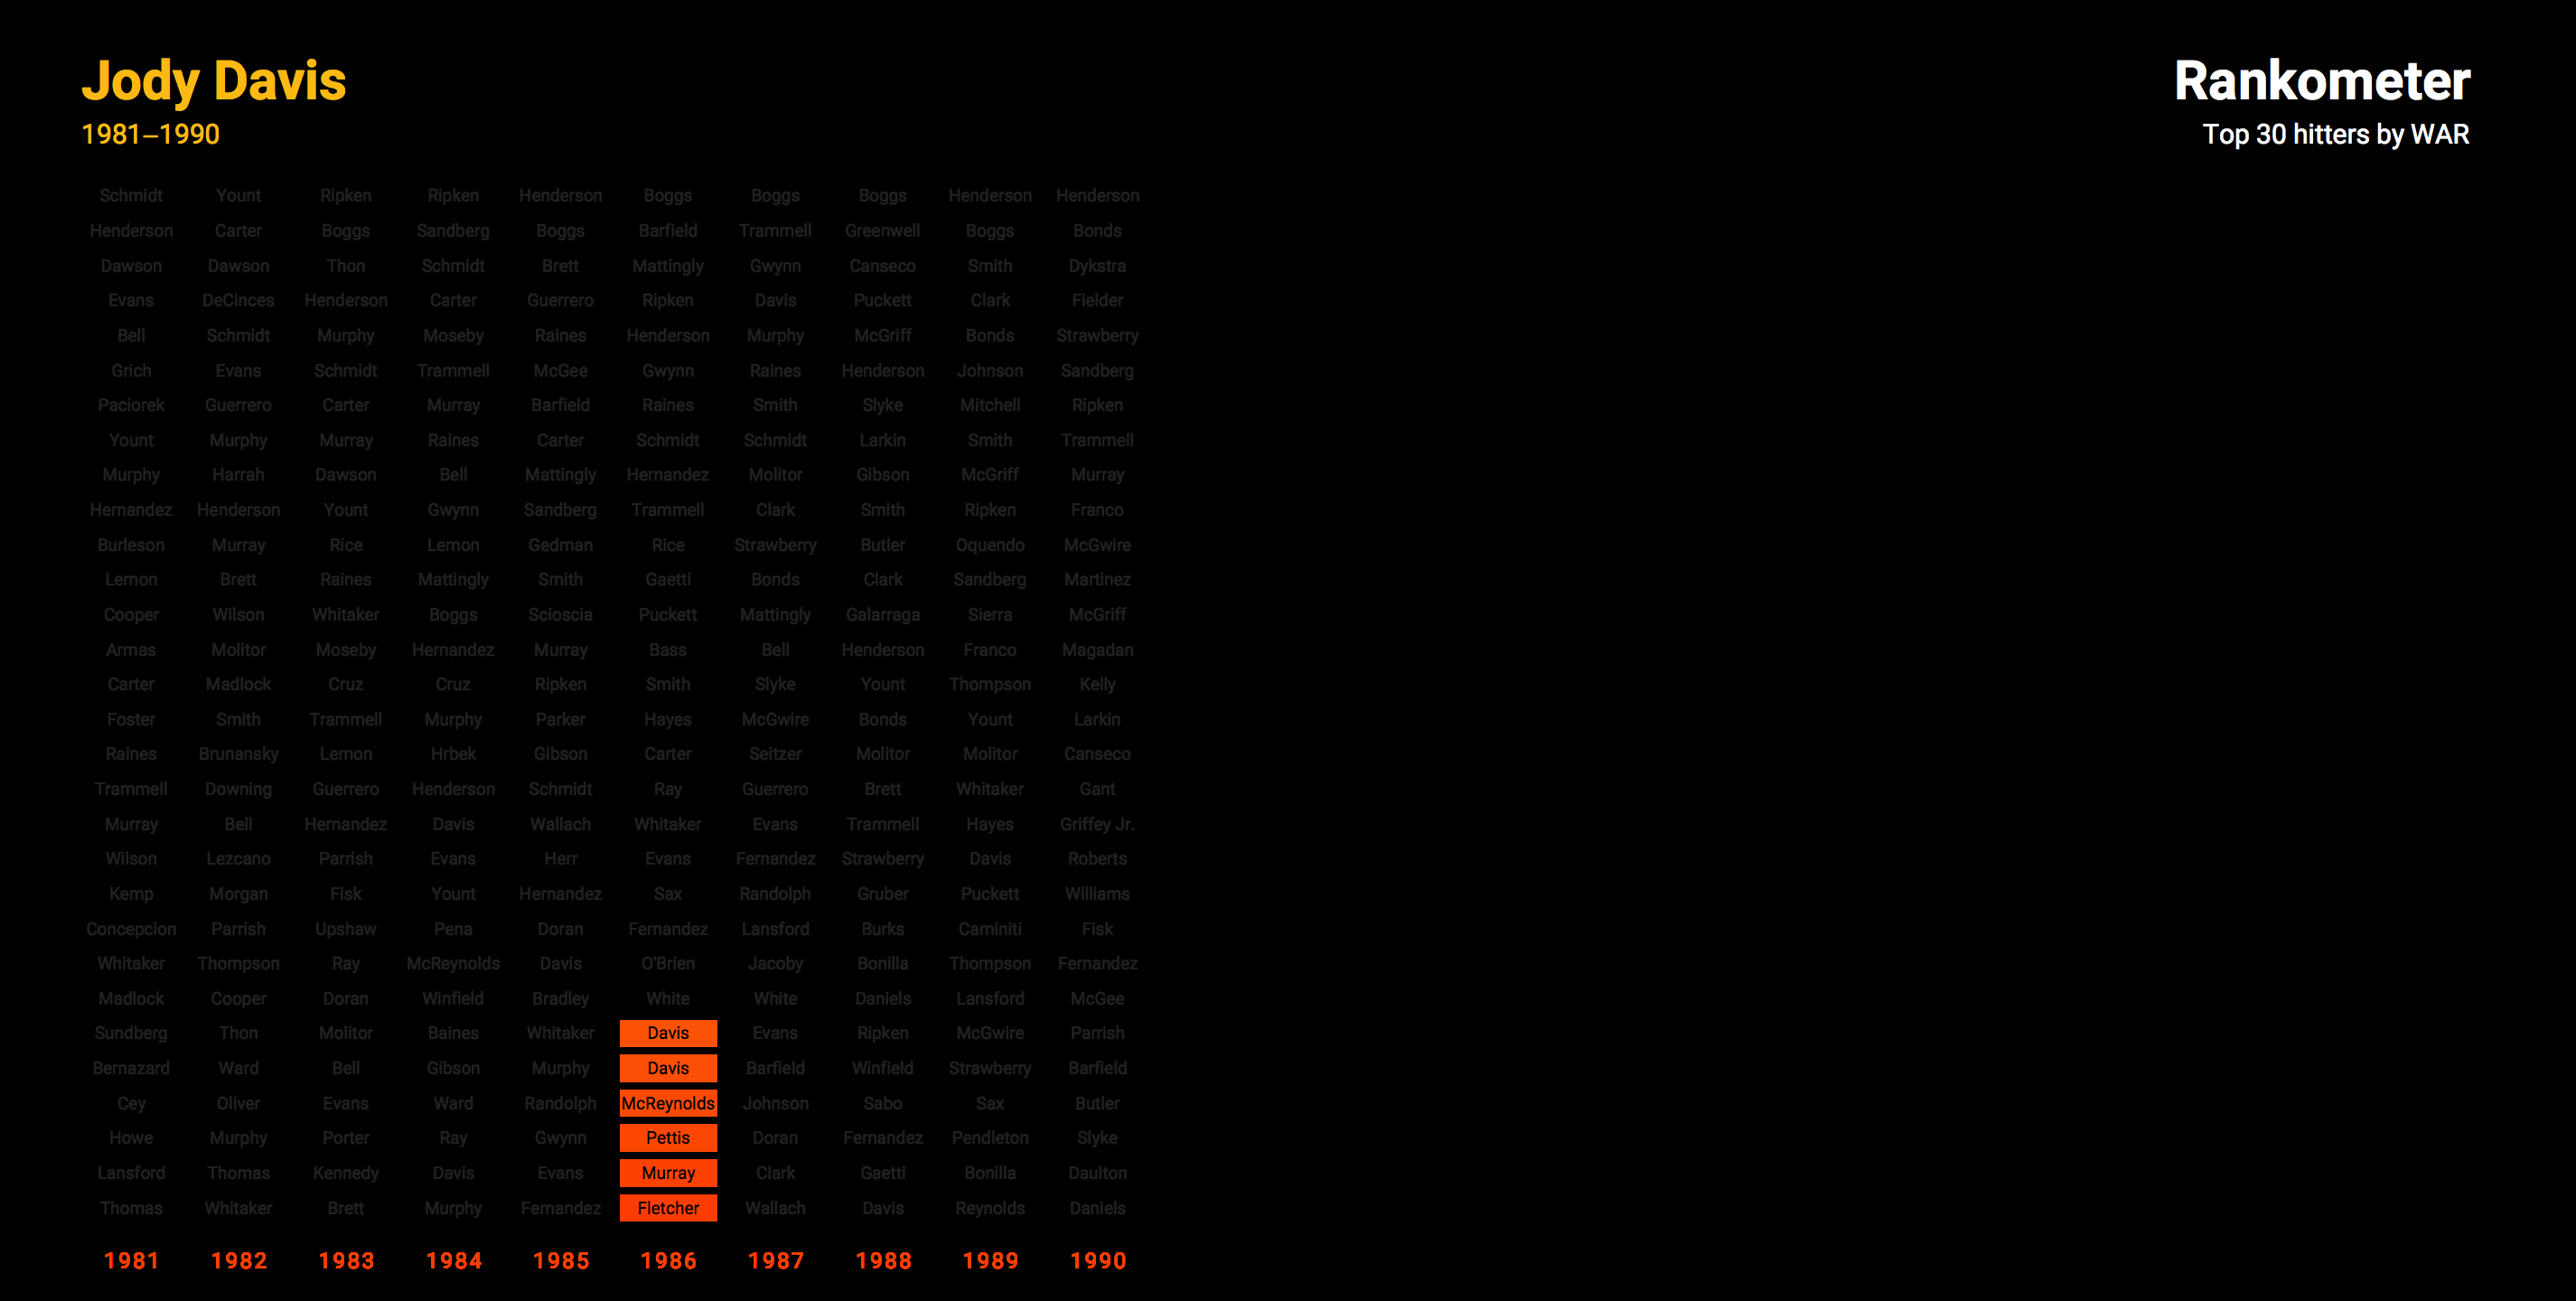 Jody Davis
1981–1990
Rankometer
Top 30 hitters by WAR
Schmidt Yount Ripken Ripken Henderson Boggs Boggs Boggs Henderson Henderson
Henderson Carter Boggs Sandberg Boggs Barfield Trammell Greenwell Boggs Bonds
Dawson Dawson Thon Schmidt Brett Mattingly Gwynn Canseco Smith Dykstra
Evans DeCinces Henderson Carter Guerrero Ripken Davis Puckett Clark Fielder
Bell Schmidt Murphy Moseby Raines Henderson Murphy McGriff Bonds Strawberry
Grich Evans Schmidt Trammell McGee Gwynn Raines Henderson Johnson Sandberg
Paciorek Guerrero Carter Murray Barfield Raines Smith Slyke Mitchell Ripken
Yount Murphy Murray Raines Carter Schmidt Schmidt Larkin Smith Trammell
Murphy Harrah Dawson Bell Mattingly Hernandez Molitor Gibson McGriff Murray
Hernandez Henderson Yount Gwynn Sandberg Trammell Clark Smith Ripken Franco
Burleson Murray Rice Lemon Gedman Rice Strawberry Butler Oquendo McGwire
Lemon Brett Raines Mattingly Smith Gaetti Bonds Clark Sandberg Martinez
Cooper Wilson Whitaker Boggs Scioscia Puckett Mattingly Galarraga Sierra McGriff
Armas Molitor Moseby Hernandez Murray Bass Bell Henderson Franco Magadan
Carter Madlock Cruz Cruz Ripken Smith Slyke Yount Thompson Kelly
Foster Smith Trammell Murphy Parker Hayes McGwire Bonds Yount Larkin
Raines Brunansky Lemon Hrbek Gibson Carter Seitzer Molitor Molitor Canseco
Trammell Downing Guerrero Henderson Schmidt Ray Guerrero Brett Whitaker Gant
Murray Bell Hernandez Davis Wallach Whitaker Evans Trammell Hayes Griffey Jr.
Wilson Lezcano Parrish Evans Herr Evans Fernandez Strawberry Davis Roberts
Kemp Morgan Fisk Yount Hernandez Sax Randolph Gruber Puckett Williams
Concepcion Parrish Upshaw Pena Doran Fernandez Lansford Burks Caminiti Fisk
Whitaker Thompson Ray McReynolds Davis O'Brien Jacoby Bonilla Thompson Fernandez
Madlock Cooper Doran Winfield Bradley White White Daniels Lansford McGee
Sundberg Thon Molitor Baines Whitaker Davis Evans Ripken McGwire Parrish
Bernazard Ward Bell Gibson Murphy Davis Barfield Winfield Strawberry Barfield
Cey Oliver Evans Ward Randolph McReynolds Johnson Sabo Sax Butler
Howe Murphy Porter Ray Gwynn Pettis Doran Fernandez Pendleton Slyke
Lansford Thomas Kennedy Davis Evans Murray Clark Gaetti Bonilla Daulton
Thomas Whitaker Brett Murphy Fernandez Fletcher Wallach Davis Reynolds Daniels
1981 1982 1983 1984 1985 1986 1987 1988 1989 1990